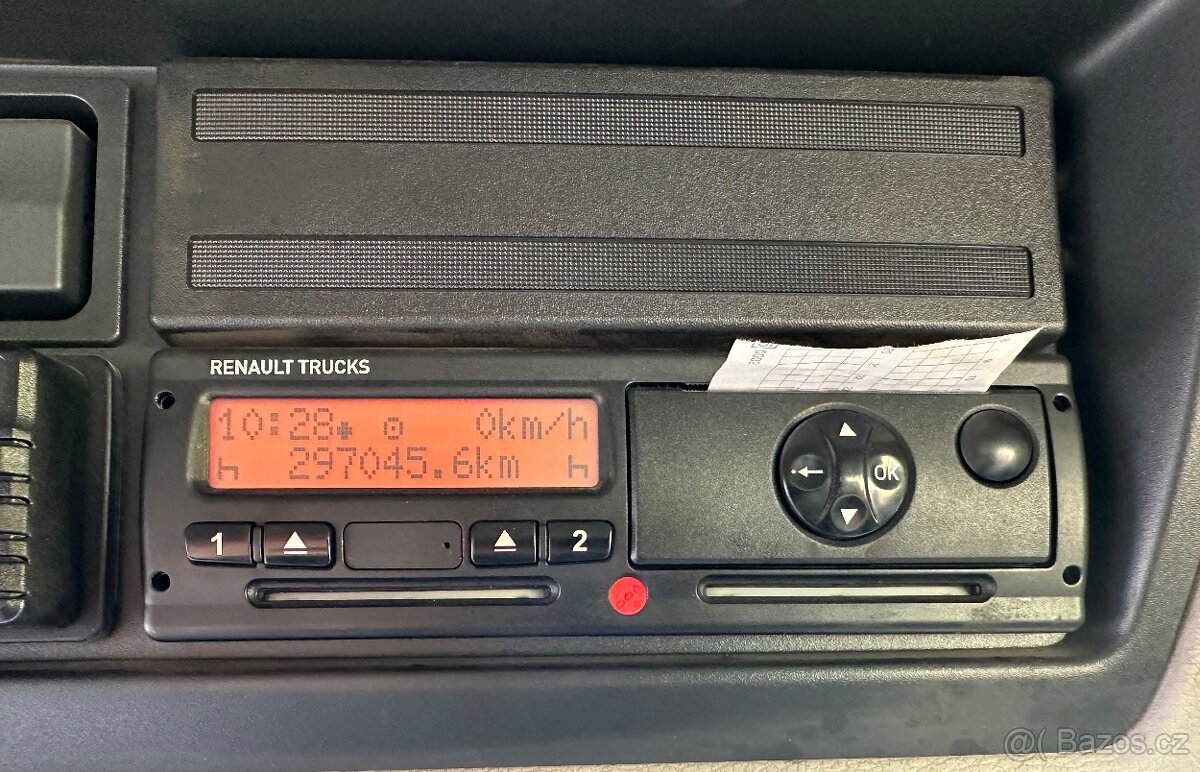 RENAULT TRUCKS
10:28 0km/h
297045.6km
1
2
OK
@( Bazos.cz